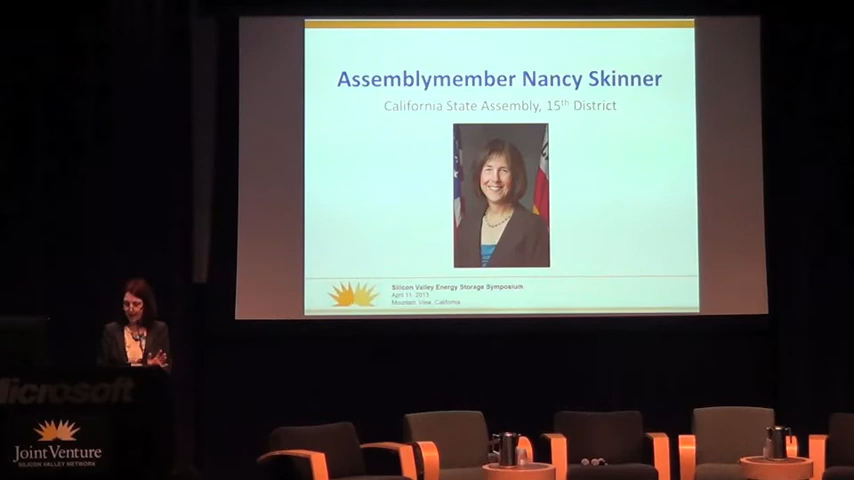 Assemblymember Nancy Skinner
California State Assembly, 15th District
Silicon Valley Energy Storage Symposium
April 11, 2013
Mountain View, California
Microsoft
Joint Venture
SILICON VALLEY NETWORK